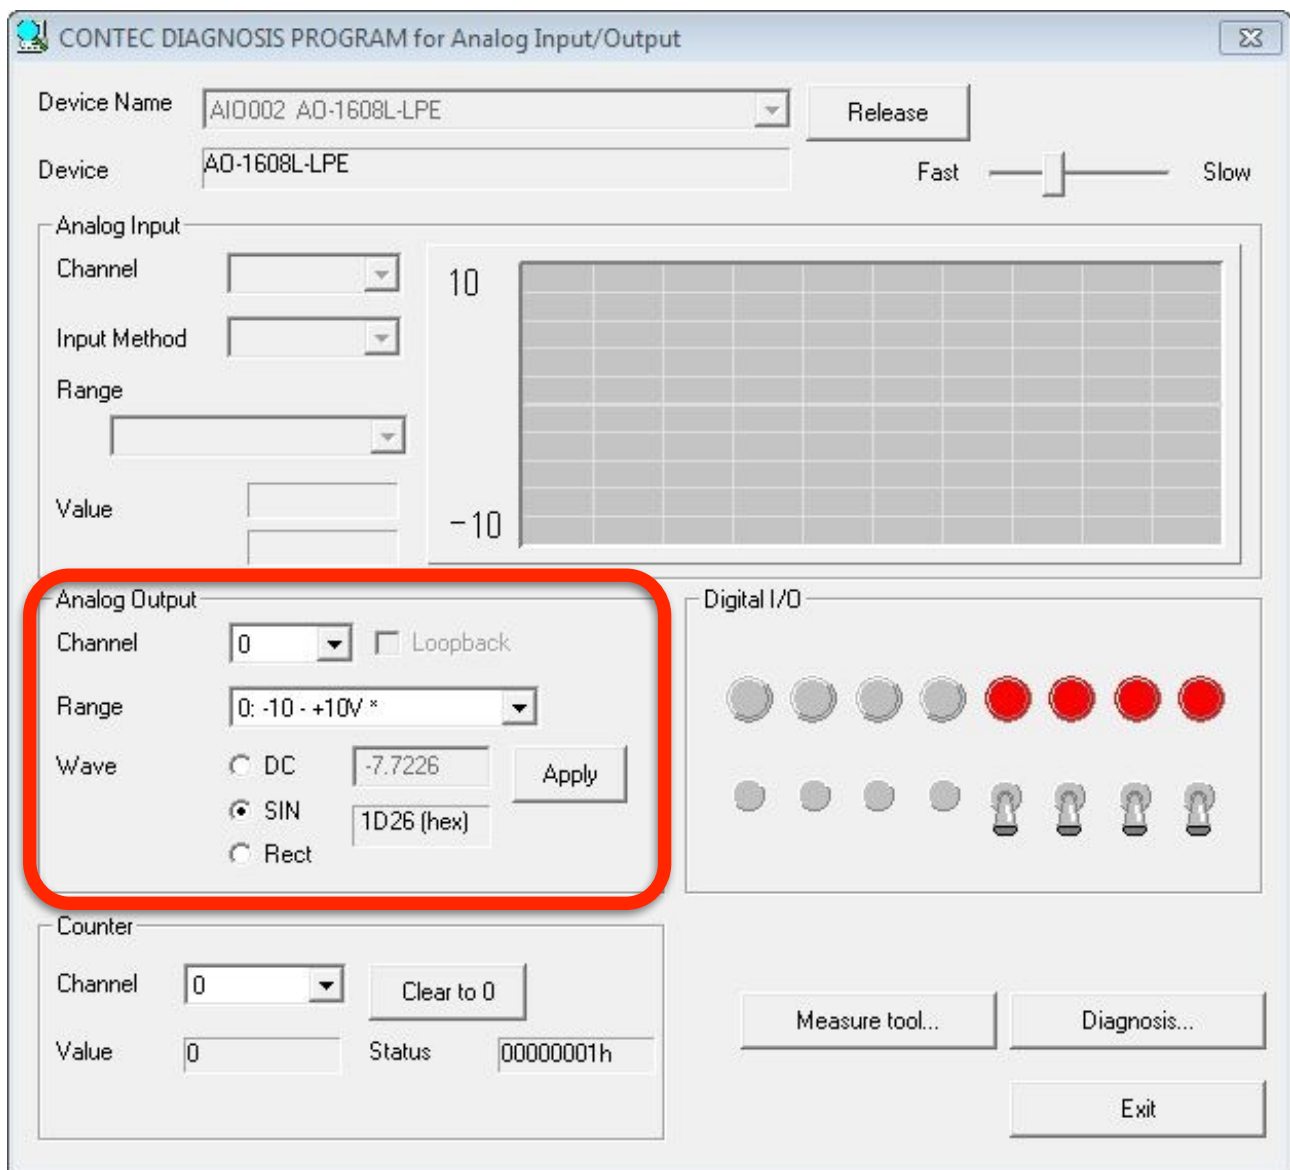 CONTEC DIAGNOSIS PROGRAM for Analog Input/Output
Device Name AIO002 AO-1608L-LPE Release
Device AO-1608L-LPE Fast Slow
Analog Input
Channel
10
Input Method
Range
Value
-10
Analog Output
Channel 0 Loopback
Range 0: -10 - +10V *
Wave DC -7.7226 Apply
SIN 1D26 (hex)
Rect
Digital I/O
Counter
Channel 0 Clear to 0
Value 0 Status 00000001h
Measure tool... Diagnosis...
Exit